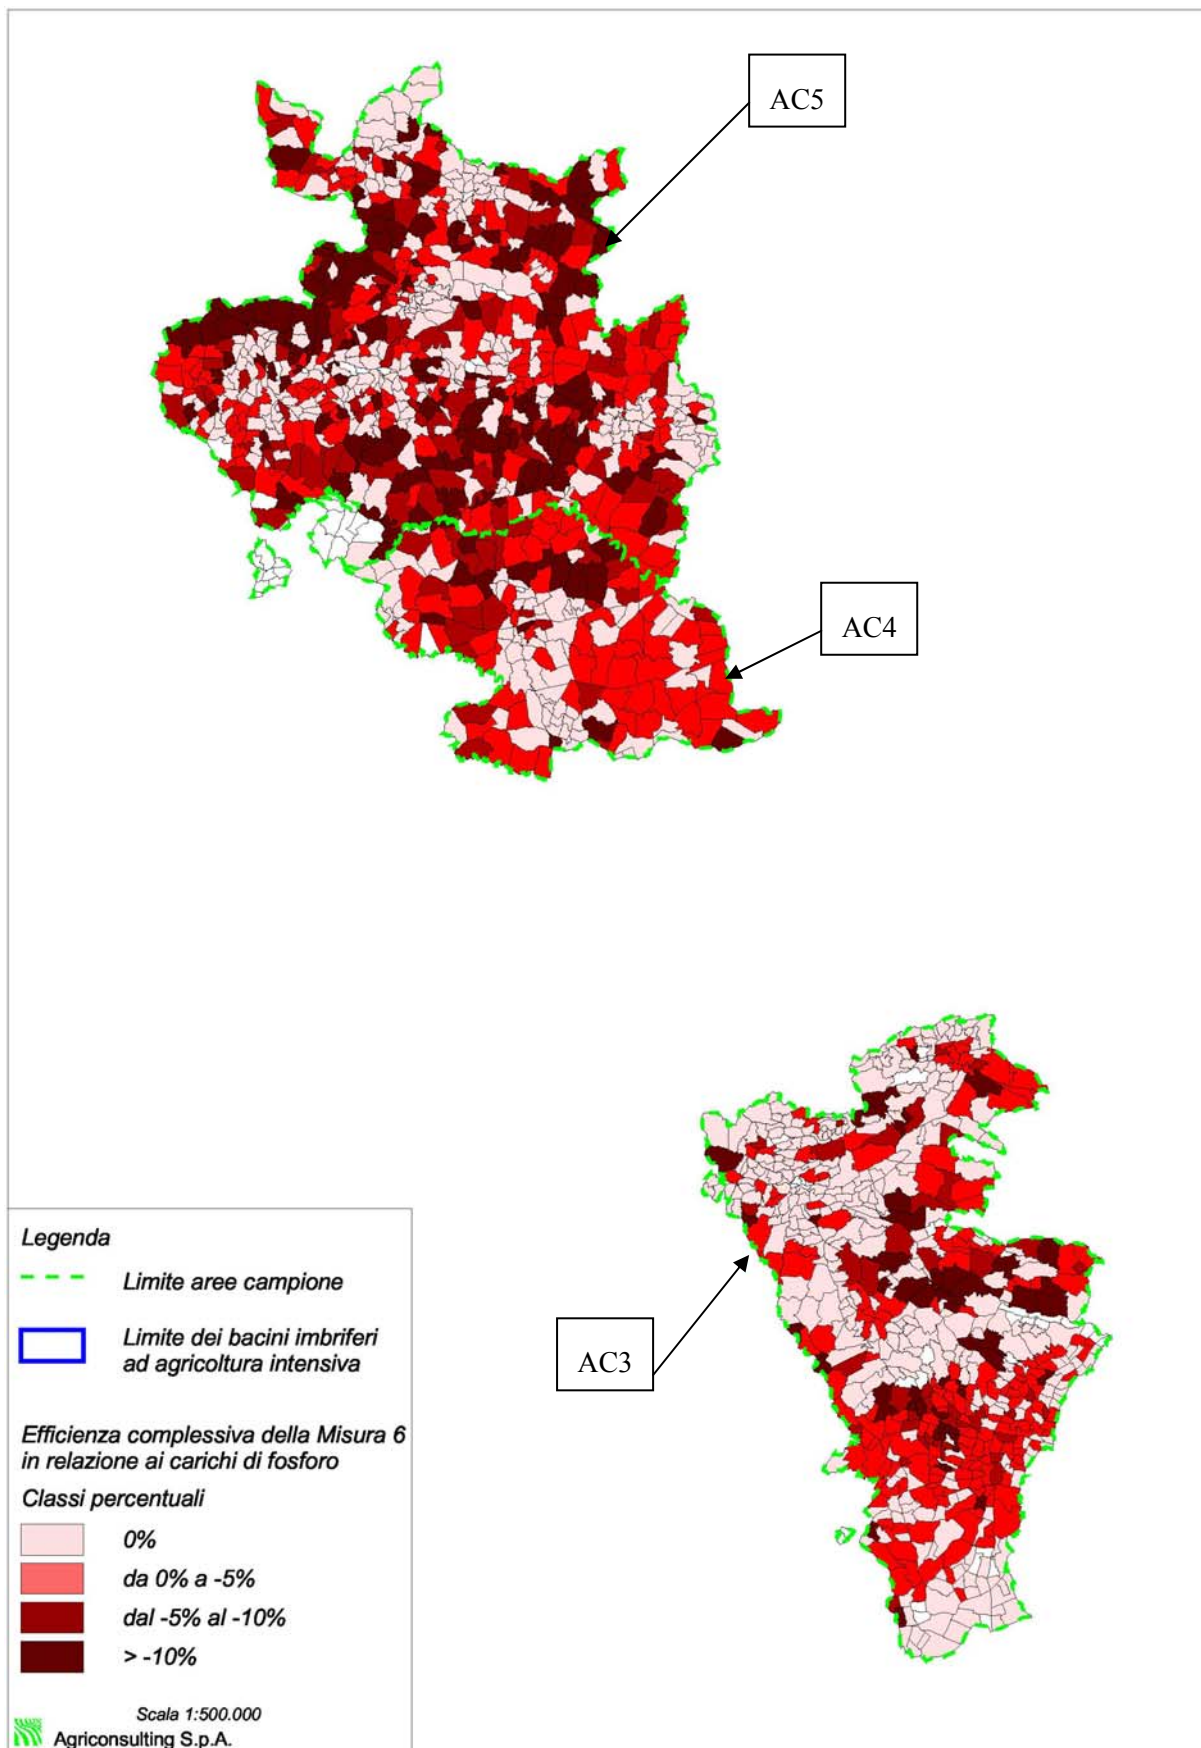 AC5
AC4
AC3
Legenda
Limite aree campione
Limite dei bacini imbriferi
ad agricoltura intensiva
Efficienza complessiva della Misura 6
in relazione ai carichi di fosforo
Classi percentuali
0%
da 0% a -5%
dal -5% al -10%
> -10%
Scala 1:500.000
Agriconsulting S.p.A.